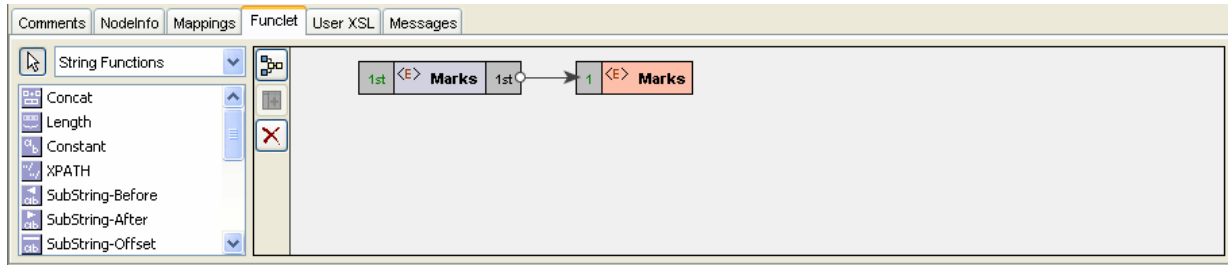 Comments NodeInfo Mappings Funclet User XSL Messages
String Functions
1st <E> Marks 1st 1 <E> Marks
Concat
Length
Constant
XPATH
SubString-Before
SubString-After
SubString-Offset